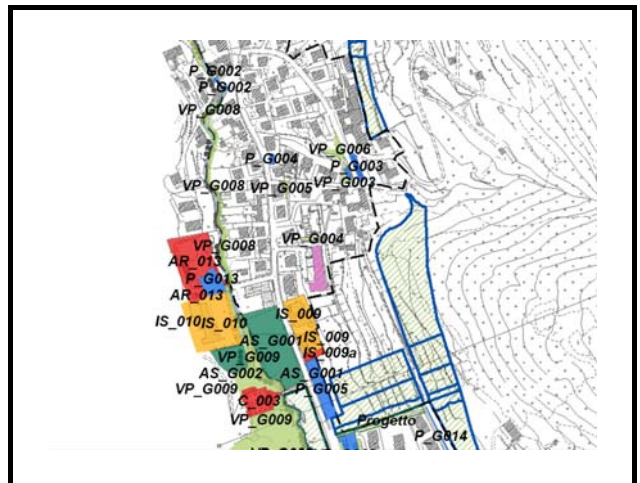 P_G002
P_G002
VP_G008
VP_G006
P_G004
P_G003
VP_G008
VP_G005
VP_G003
VP_G008
VP_G004
AR_013
P_G013
AR_013
IS_009
IS_010
IS_010
IS_009
AS_G001
IS_009a
VP_G009
AS_G002
AS_G001
VP_G009
P_G005
C_003
VP_G009
Progetto
P_G014